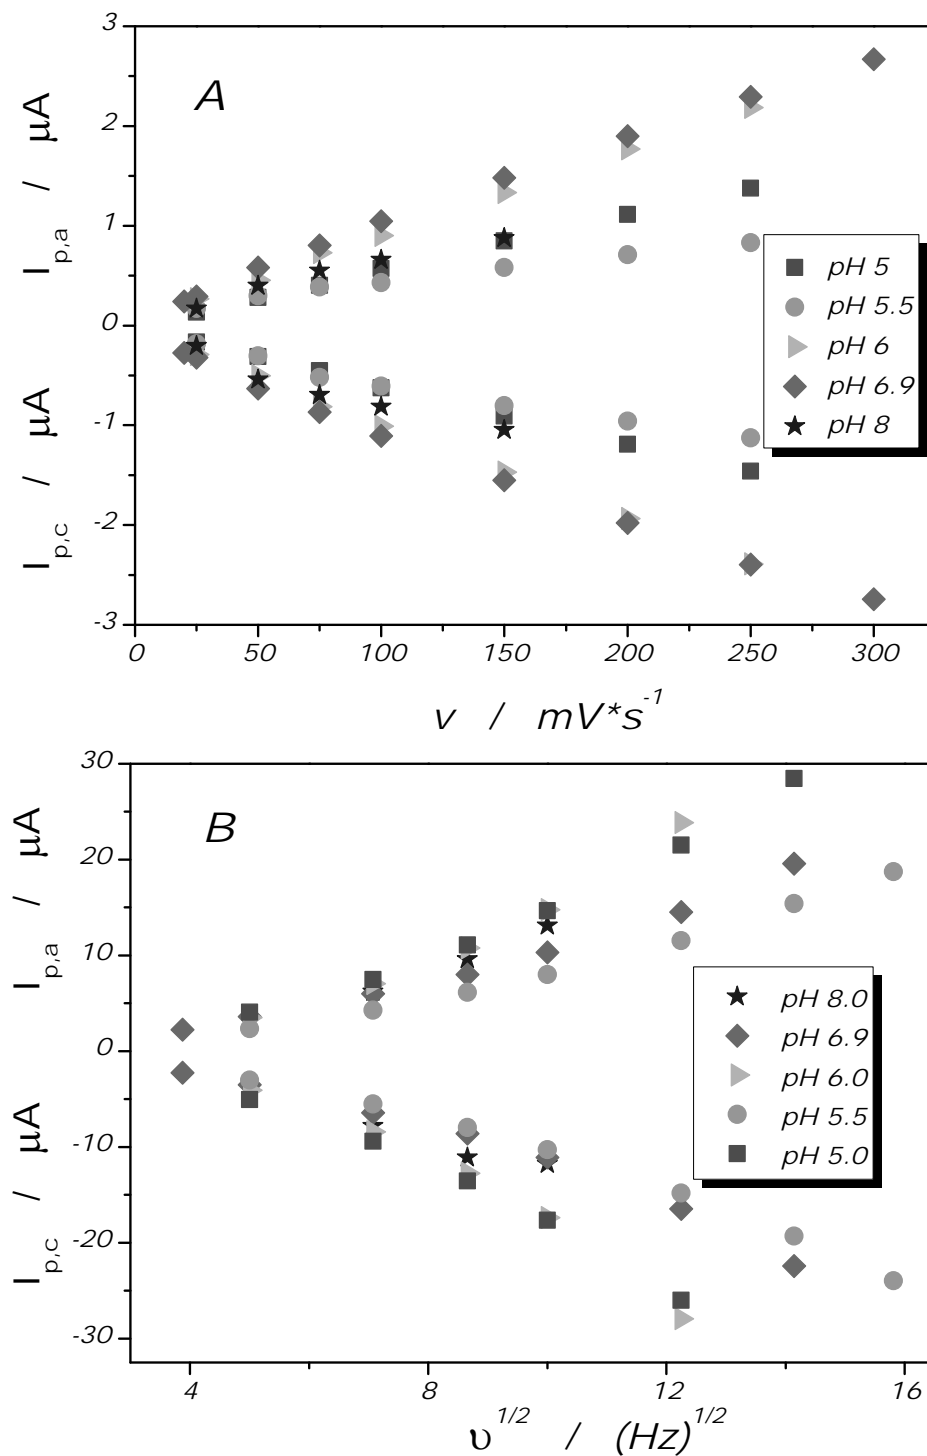 3
2
1
0
-1
-2
-3
I p,a / µA
I p,c / µA
A
pH 5
pH 5.5
pH 6
pH 6.9
pH 8
0 50 100 150 200 250 300
v / mV*s-1
30
20
10
0
-10
-20
-30
I p,a / µA
I p,c / µA
B
pH 8.0
pH 6.9
pH 6.0
pH 5.5
pH 5.0
4 8 12 16
υ 1/2 / (Hz) 1/2